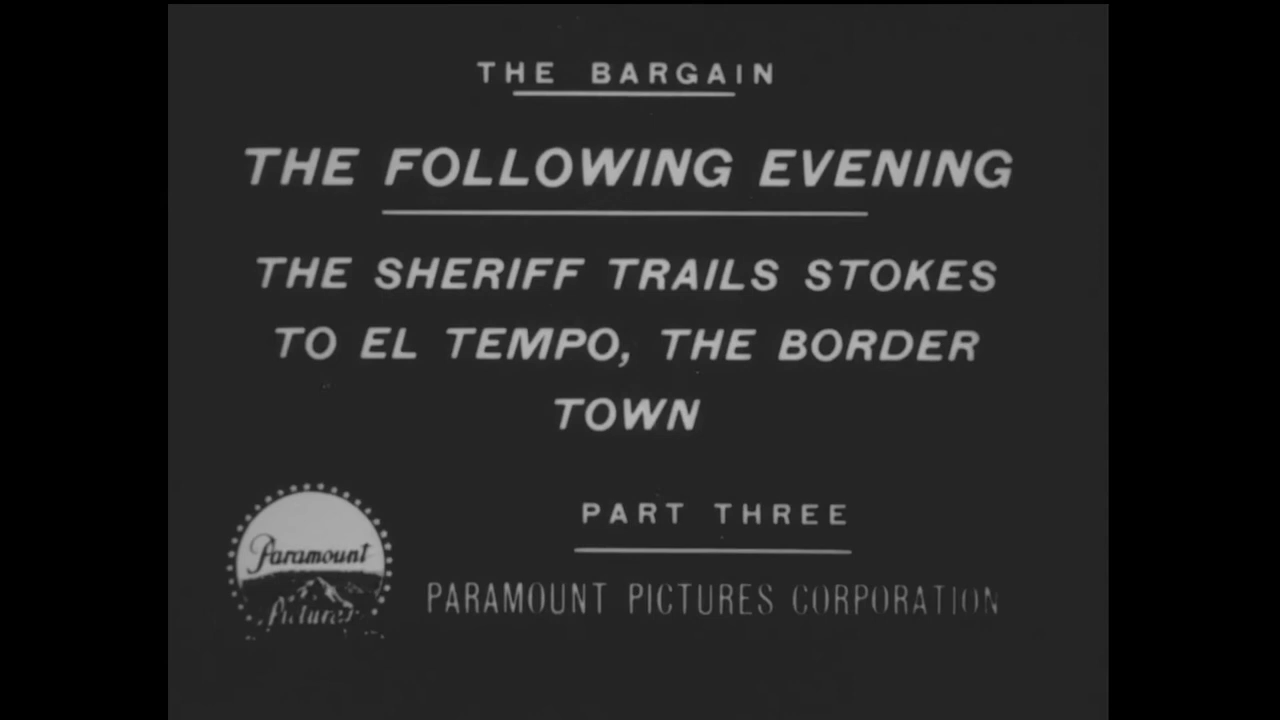 THE BARGAIN
THE FOLLOWING EVENING
THE SHERIFF TRAILS STOKES
TO EL TEMPO, THE BORDER
TOWN
PART THREE
Paramount
Pictures
PARAMOUNT PICTURES CORPORATION